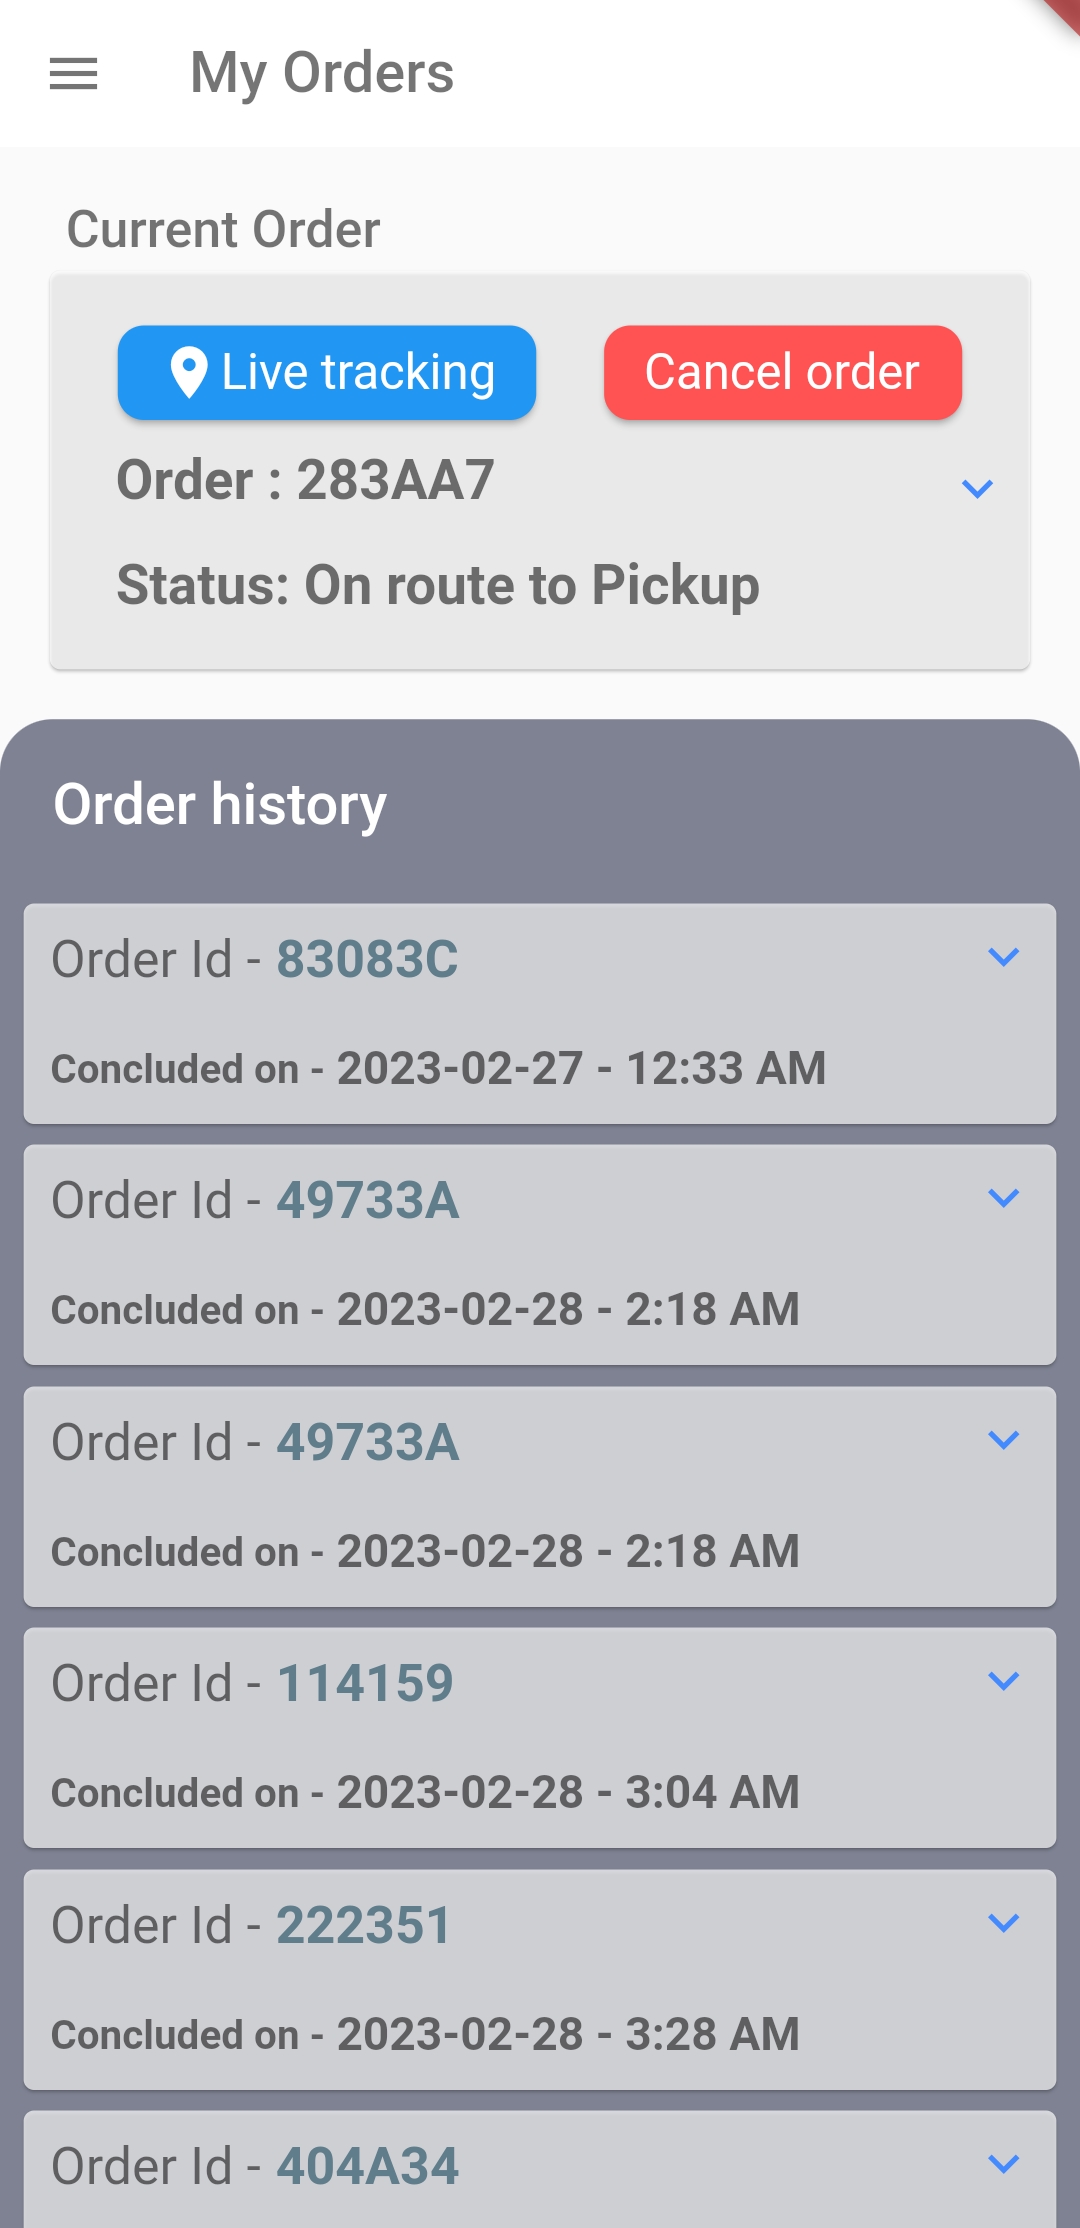 My Orders
Current Order
Live tracking
Cancel order
Order : 283AA7
Status: On route to Pickup
Order history
Order Id - 83083C
Concluded on - 2023-02-27 - 12:33 AM
Order Id - 49733A
Concluded on - 2023-02-28 - 2:18 AM
Order Id - 49733A
Concluded on - 2023-02-28 - 2:18 AM
Order Id - 114159
Concluded on - 2023-02-28 - 3:04 AM
Order Id - 222351
Concluded on - 2023-02-28 - 3:28 AM
Order Id - 404A34